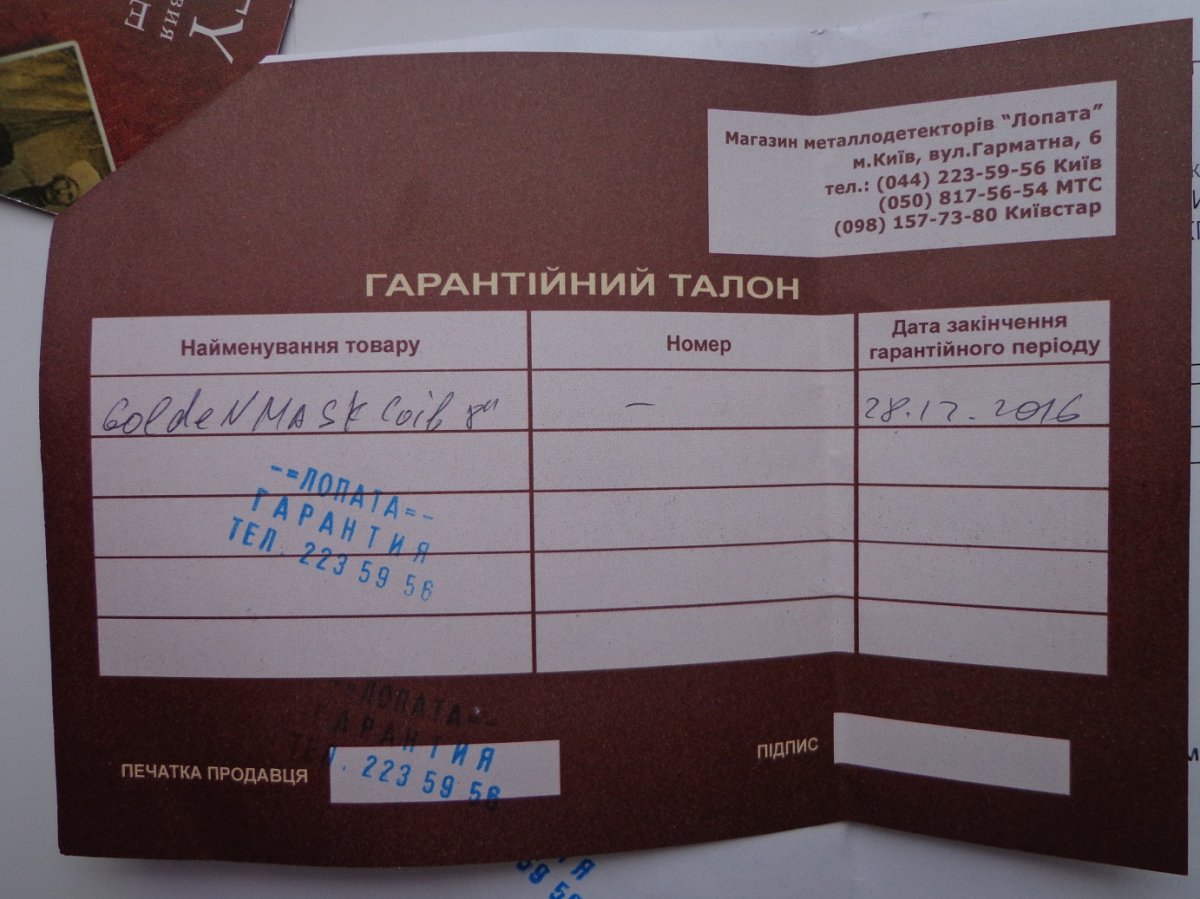 Магазин металлодетекторів “Лопата”
м.Київ, вул.Гарматна, 6
тел.: (044) 223-59-56 Київ
(050) 817-56-54 МТС
(098) 157-73-80 Київстар
ГАРАНТІЙНИЙ ТАЛОН
Найменування товару
Номер
Дата закінчення
гарантійного періоду
GoldeN MASK Coil 8"
–
28.12.2016
-=ЛОПАТА=-
ГАРАНТИЯ
ТЕЛ. 223 59 56
-=ЛОПАТА=-
ГАРАНТИЯ
ТЕЛ. 223 59 56
ПЕЧАТКА ПРОДАВЦЯ
ПІДПИС